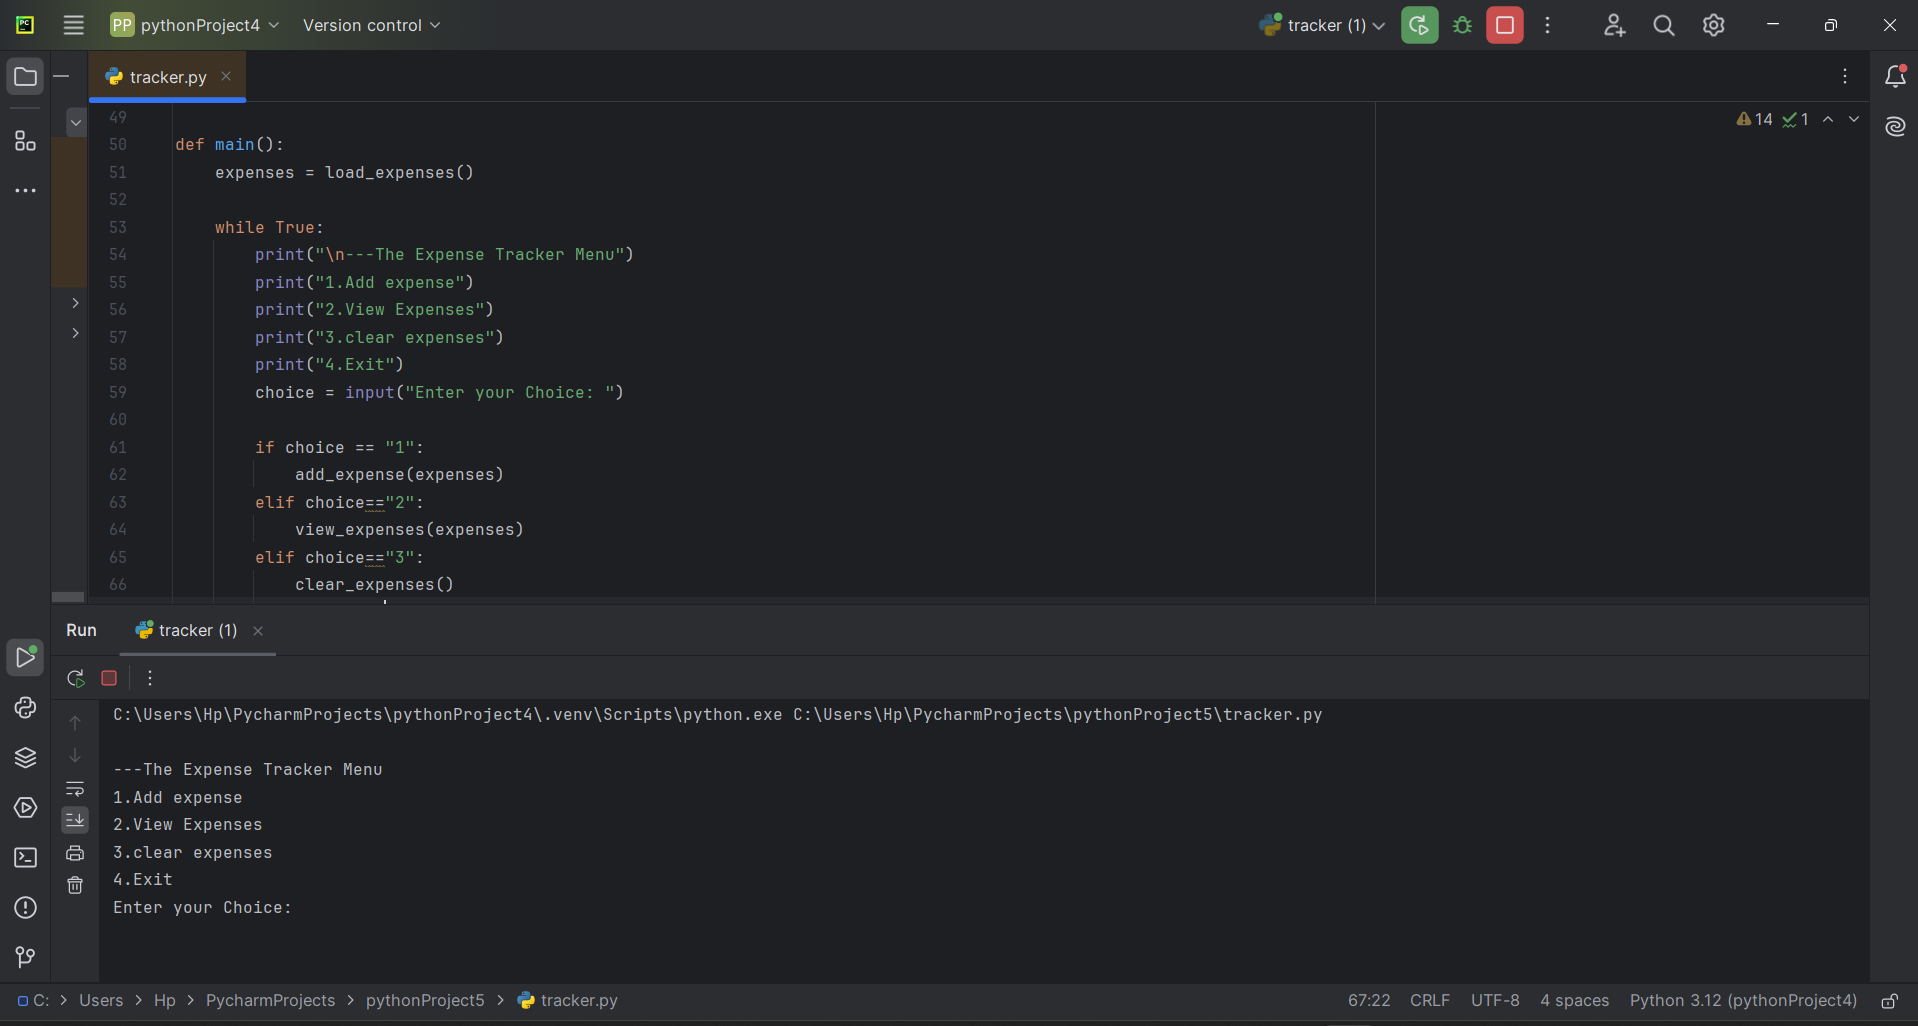 PC
PP pythonProject4 Version control tracker (1)
tracker.py
14 1
49
50 def main():
51     expenses = load_expenses()
52
53     while True:
54         print("\n---The Expense Tracker Menu")
55         print("1.Add expense")
56         print("2.View Expenses")
57         print("3.clear expenses")
58         print("4.Exit")
59         choice = input("Enter your Choice: ")
60
61         if choice == "1":
62             add_expense(expenses)
63         elif choice=="2":
64             view_expenses(expenses)
65         elif choice=="3":
66             clear_expenses()
Run tracker (1)
C:\Users\Hp\PycharmProjects\pythonProject4\.venv\Scripts\python.exe C:\Users\Hp\PycharmProjects\pythonProject5\tracker.py
---The Expense Tracker Menu
1.Add expense
2.View Expenses
3.clear expenses
4.Exit
Enter your Choice:
C: > Users > Hp > PycharmProjects > pythonProject5 > tracker.py 67:22 CRLF UTF-8 4 spaces Python 3.12 (pythonProject4)